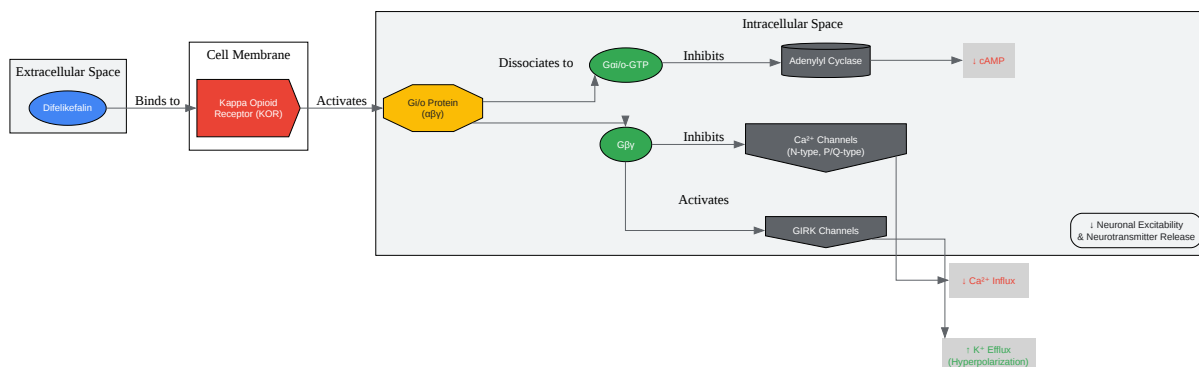 Extracellular Space
Difelikefalin
Binds to
Cell Membrane
Kappa Opioid
Receptor (KOR)
Activates
Intracellular Space
Gi/o Protein
(αβγ)
Dissociates to
Gαi/o-GTP
Inhibits
Adenylyl Cyclase
↓ cAMP
Gβγ
Inhibits
Ca²⁺ Channels
(N-type, P/Q-type)
Activates
GIRK Channels
↓ Neuronal Excitability
& Neurotransmitter Release
↓ Ca²⁺ Influx
↑ K⁺ Efflux
(Hyperpolarization)